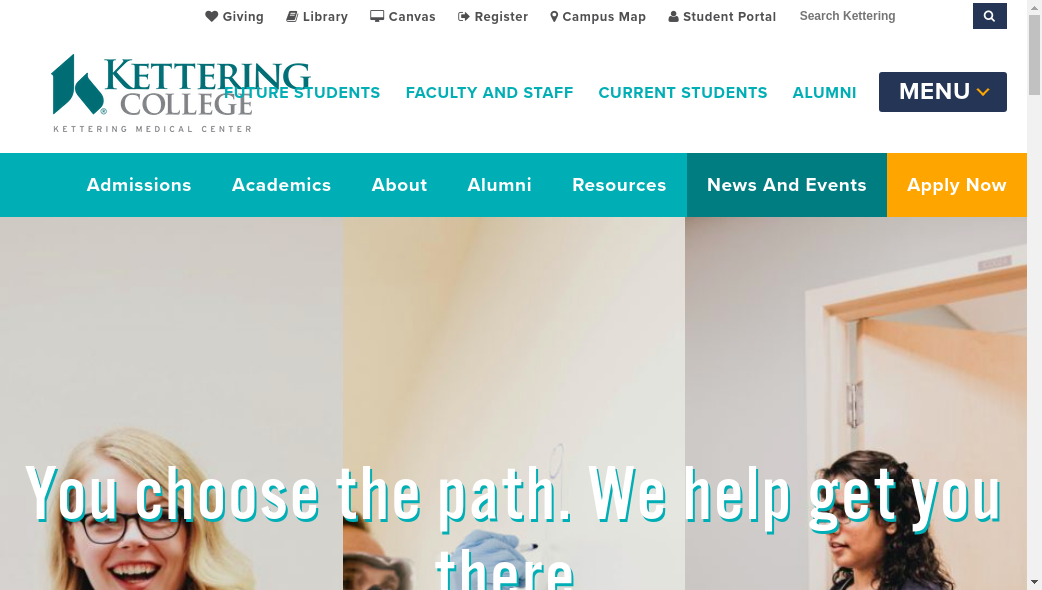 Giving Library Canvas Register Campus Map Student Portal Search Kettering
KETTERING
COLLEGE
KETTERING MEDICAL CENTER
FUTURE STUDENTS FACULTY AND STAFF CURRENT STUDENTS ALUMNI MENU
Admissions Academics About Alumni Resources News And Events Apply Now
You choose the path. We help get you
there